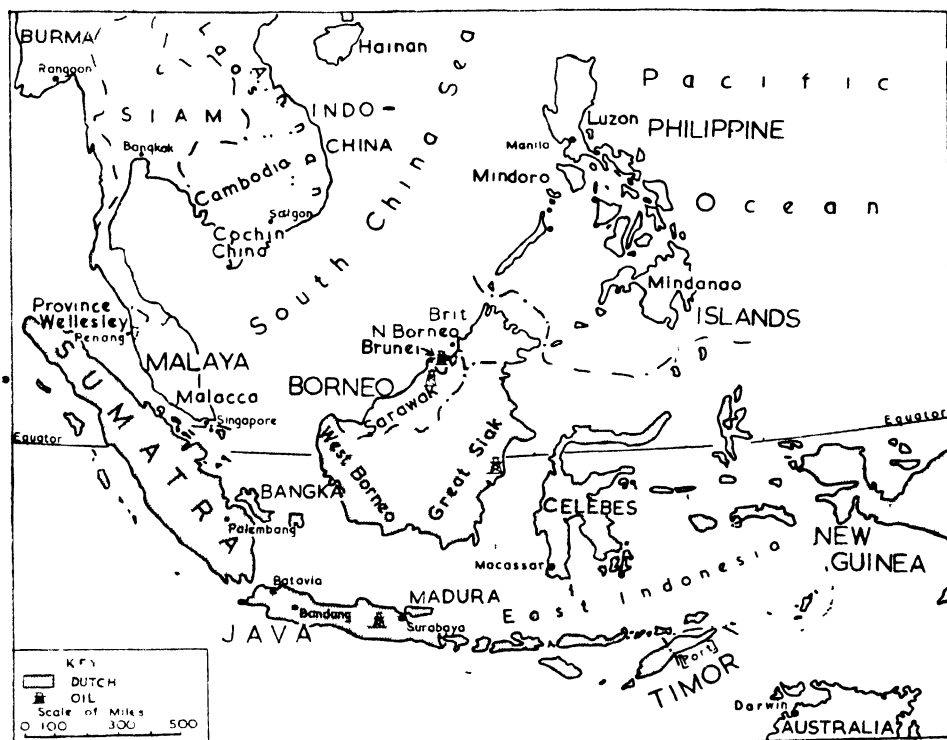 BURMA
Rangoon
Laos
Hainan
SIAM
INDO-
CHINA
Annan
Bangkok
Cambodia
Saigon
Cochin
China
South China Sea
Pacific
Ocean
Luzon
PHILIPPINE
ISLANDS
Manila
Mindoro
Mindanao
Province
Wellesley
Penang
MALAYA
Malacca
Singapore
SUMATRA
Equator
Equator
Brit
N Borneo
Brunei
BORNEO
Sarawak
West Borneo
Great Siak
BANGKA
Palembang
CELEBES
Macassar
NEW
GUINEA
East Indonesia
Batavia
Bandang
MADURA
Surabaya
JAVA
[Port]
TIMOR
Darwin
AUSTRALIA
KEY
DUTCH
OIL
Scale of Miles
0 100 300 500